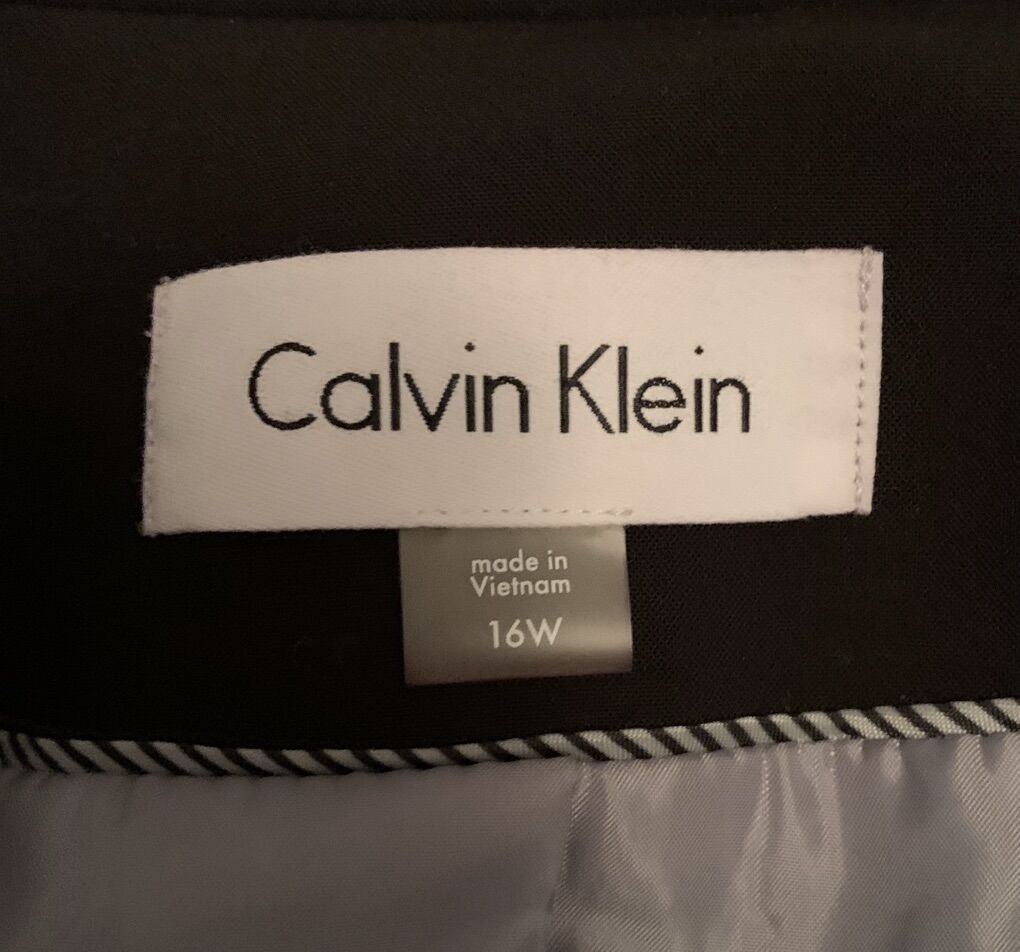 Calvin Klein
made in
Vietnam
16W